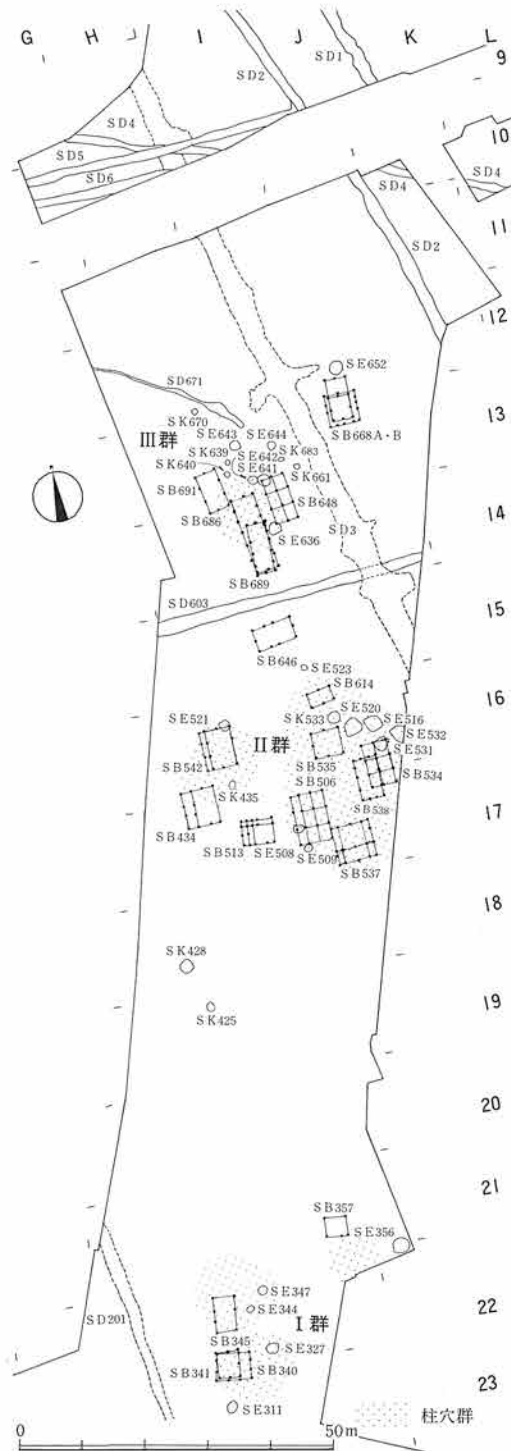 G H I J K L
9
SD2 SD1
SD4
10
SD5
SD4 SD4
SD6
11
SD2
12
SE652
SD671
13
SK670
SB668A・B
Ⅲ群 SE643 SE644
SK639 SE642 SK683
SK640 SE641 SK661
SB691 SB648
14
SB686 SD3
SE636
SB689
SD603
15
SB646 SE523
SB614
16
SE520
SK533 SE516
SE521 SE532
Ⅱ群 SE531
SB542 SB535
SB506 SB534
SK435
SB538
17
SB434
SB513 SE508 SE509
SB537
18
SK428
19
SK425
20
21
SB357
SE356
SE347
22
SE344
SD201 Ⅰ群
SB345 SE327
SB341 SB340
23
SE311 柱穴群
0 50m